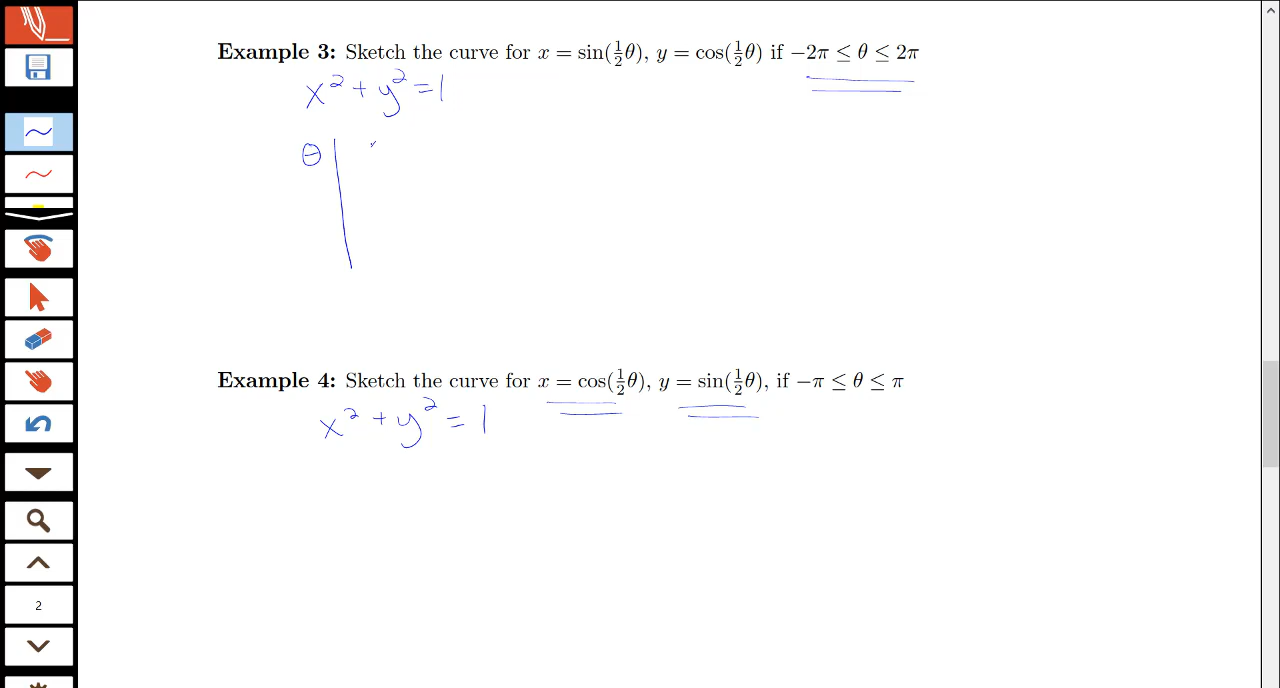 Example 3: Sketch the curve for x = sin(½θ), y = cos(½θ) if −2π ≤ θ ≤ 2π
x² + y² = 1
θ
Example 4: Sketch the curve for x = cos(½θ), y = sin(½θ), if −π ≤ θ ≤ π
x² + y² = 1
2